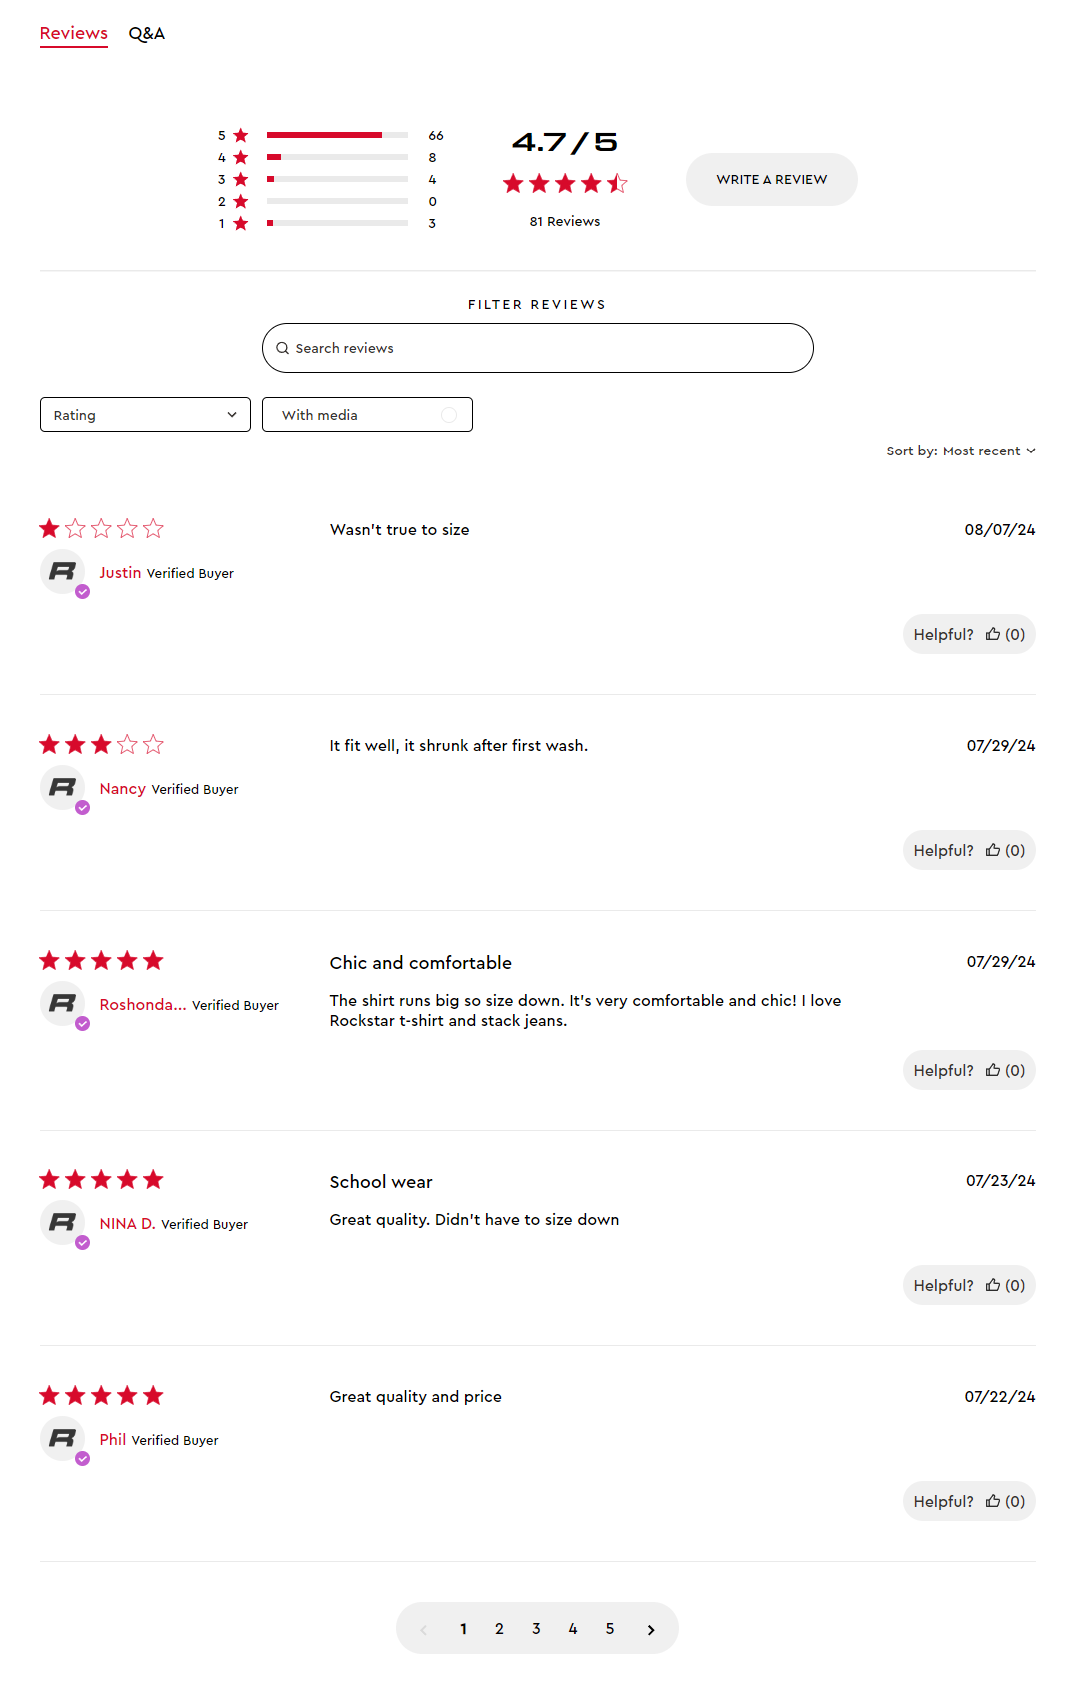 Reviews Q&A
5 66
4 8
3 4
2 0
1 3
4.7/5
81 Reviews
WRITE A REVIEW
FILTER REVIEWS
Search reviews
Rating
With media
Sort by: Most recent
Wasn't true to size
08/07/24
Justin Verified Buyer
Helpful? (0)
It fit well, it shrunk after first wash.
07/29/24
Nancy Verified Buyer
Helpful? (0)
Chic and comfortable
07/29/24
Roshonda... Verified Buyer
The shirt runs big so size down. It's very comfortable and chic! I love
Rockstar t-shirt and stack jeans.
Helpful? (0)
School wear
07/23/24
NINA D. Verified Buyer
Great quality. Didn't have to size down
Helpful? (0)
Great quality and price
07/22/24
Phil Verified Buyer
Helpful? (0)
1 2 3 4 5